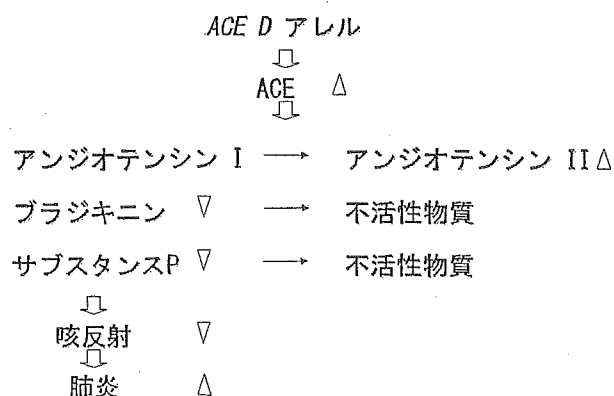 ACE D アレル
⇩
ACE △
⇩
アンジオテンシン I → アンジオテンシン II △
ブラジキニン ▽ → 不活性物質
サブスタンスP ▽ → 不活性物質
⇩
咳反射 ▽
⇩
肺炎 △